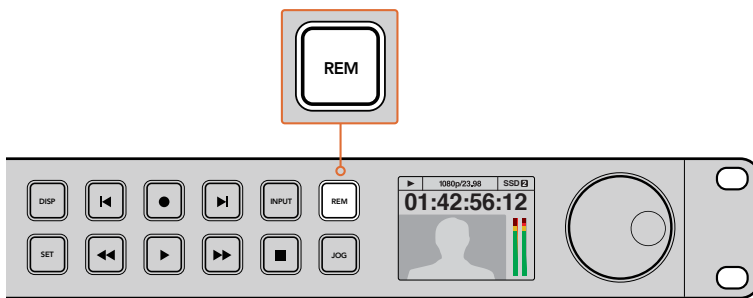 REM
DISP
INPUT
REM
1080p/23.98
SSD 2
01:42:56:12
SET
JOG